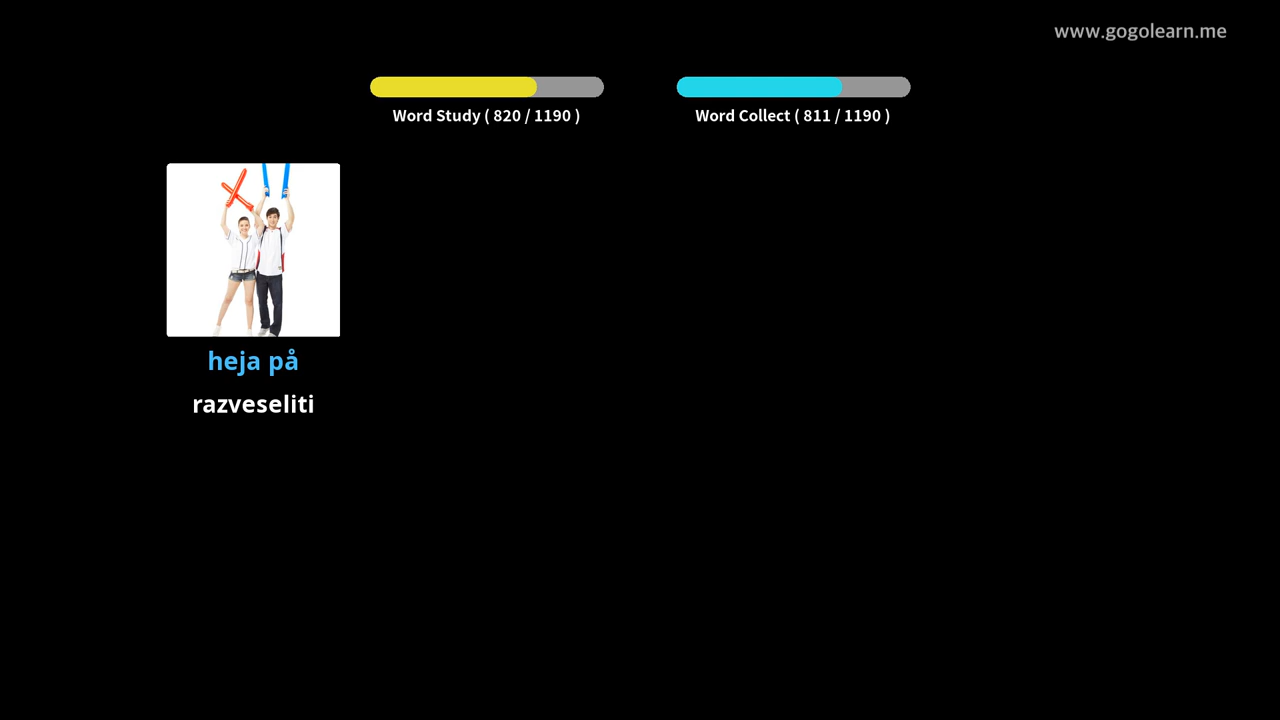 www.gogolearn.me
Word Study ( 820 / 1190 )
Word Collect ( 811 / 1190 )
heja på
razveseliti